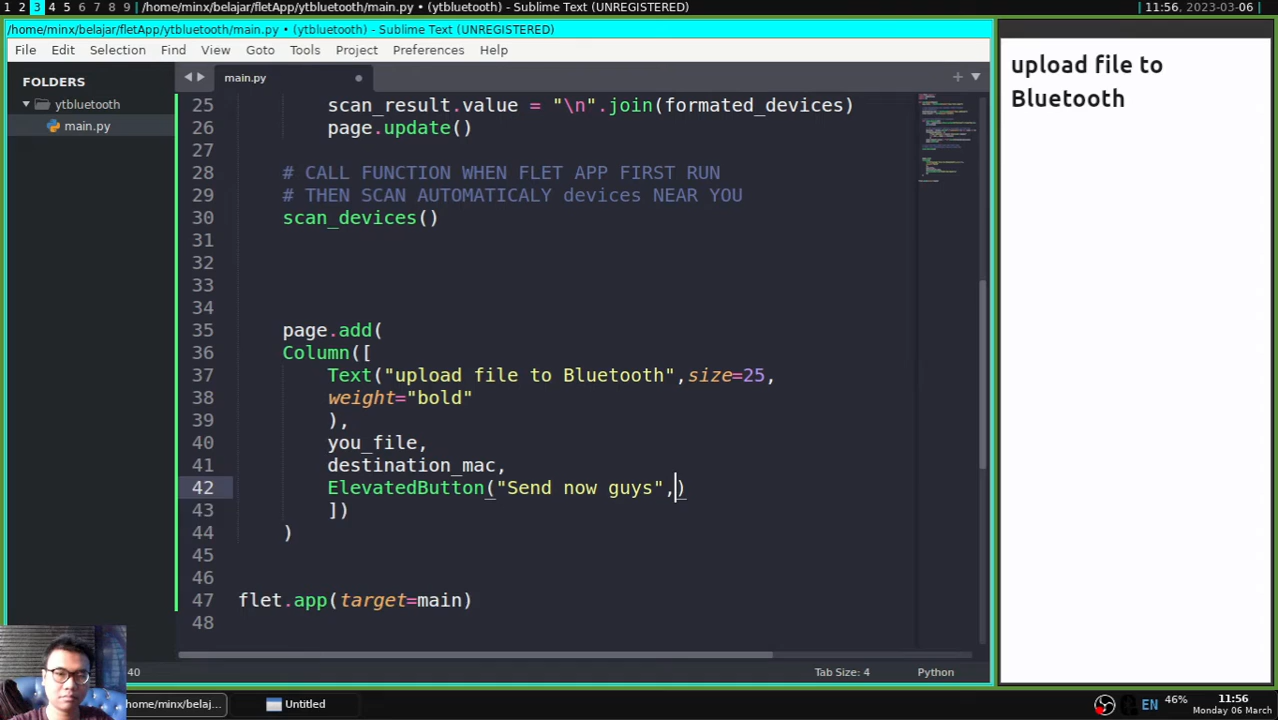 1 2 3 4 5 6 7 8 9 /home/minx/belajar/fletApp/ytbluetooth/main.py • (ytbluetooth) - Sublime Text (UNREGISTERED) 11:56, 2023-03-06
/home/minx/belajar/fletApp/ytbluetooth/main.py • (ytbluetooth) - Sublime Text (UNREGISTERED)
File Edit Selection Find View Goto Tools Project Preferences Help
FOLDERS
ytbluetooth
main.py
main.py
25 scan_result.value = "\n".join(formated_devices)
26 page.update()
27
28 # CALL FUNCTION WHEN FLET APP FIRST RUN
29 # THEN SCAN AUTOMATICALY devices NEAR YOU
30 scan_devices()
31
32
33
34
35 page.add(
36 Column([
37 Text("upload file to Bluetooth",size=25,
38 weight="bold"
39 ),
40 you_file,
41 destination_mac,
42 ElevatedButton("Send now guys",)
43 ])
44 )
45
46
47 flet.app(target=main)
48
upload file to
Bluetooth
40 Tab Size: 4 Python
/home/minx/belaj... Untitled EN 46% 11:56
Monday 06 March